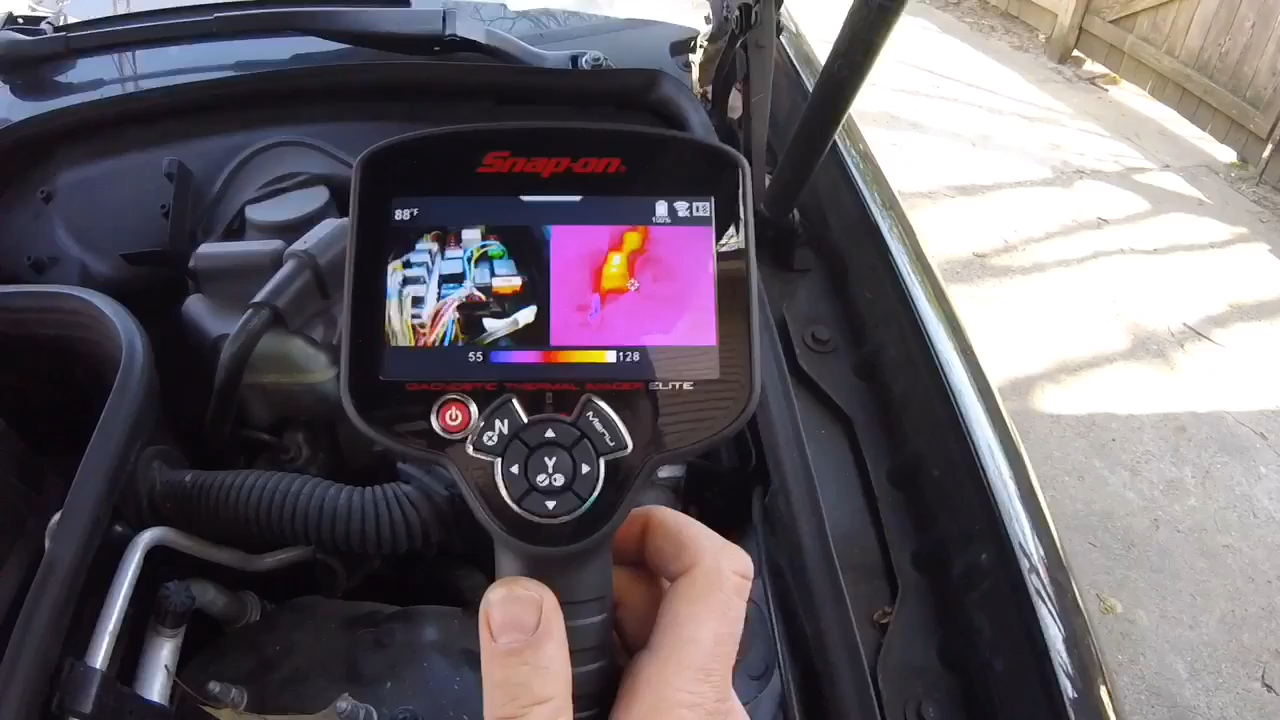 Snap-on®
88°F
100%
55 128
DIAGNOSTIC THERMAL IMAGER ELITE
N
Menu
Y